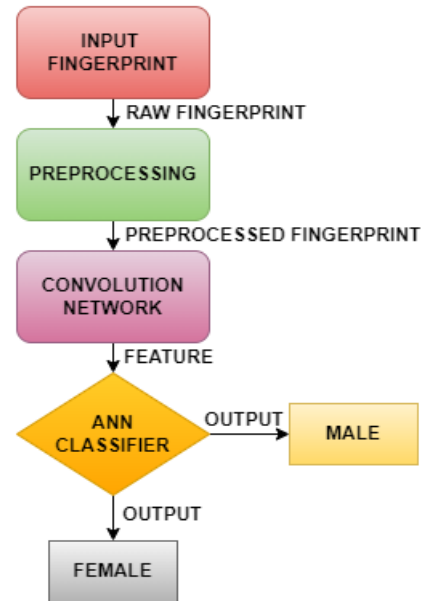 INPUT
FINGERPRINT
RAW FINGERPRINT
PREPROCESSING
PREPROCESSED FINGERPRINT
CONVOLUTION
NETWORK
FEATURE
ANN
CLASSIFIER
OUTPUT
MALE
OUTPUT
FEMALE